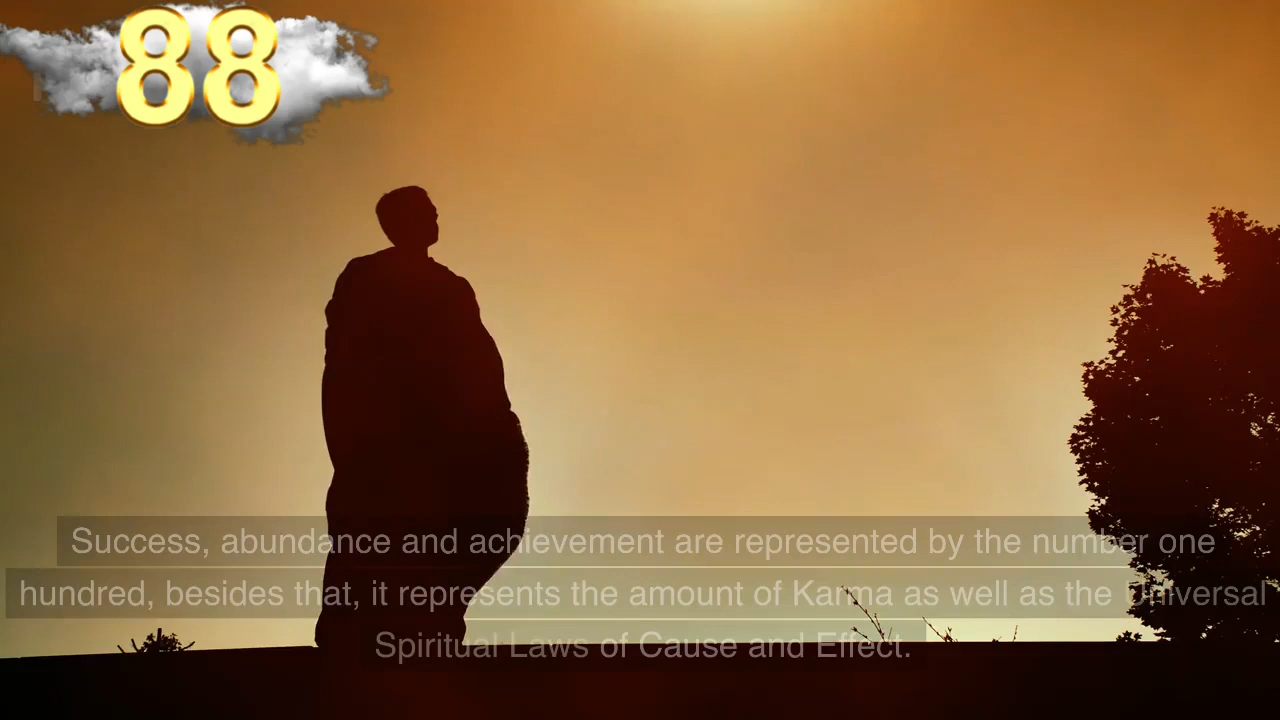 88
Success, abundance and achievement are represented by the number one
hundred, besides that, it represents the amount of Karma as well as the Universal
Spiritual Laws of Cause and Effect.